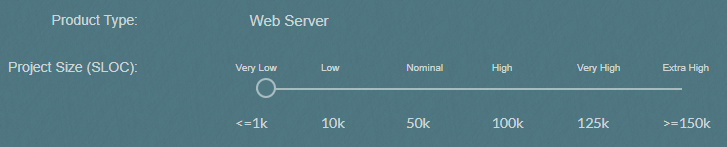 Product Type: Web Server
Project Size (SLOC):
Very Low Low Nominal High Very High Extra High
<=1k 10k 50k 100k 125k >=150k